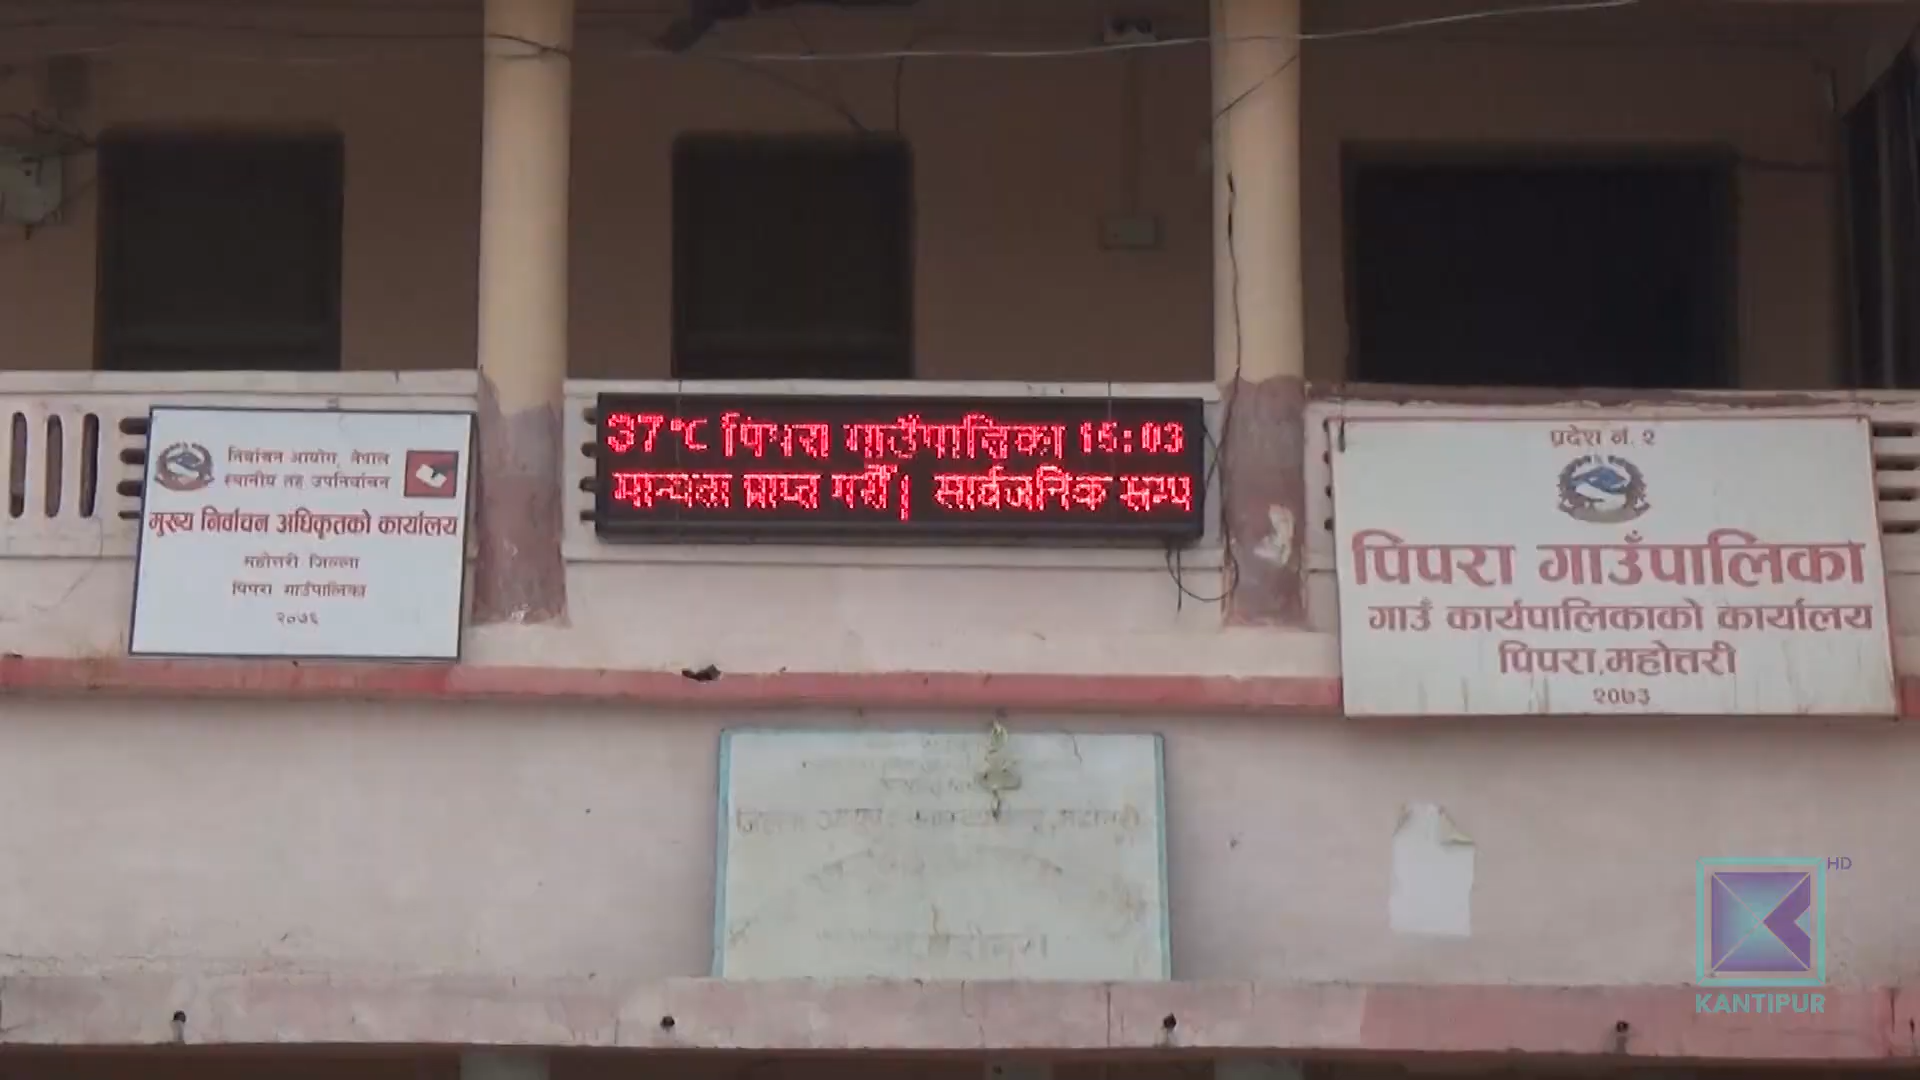 निर्वाचन आयोग, नेपाल
स्थानीय तह उपनिर्वाचन
मुख्य निर्वाचन अधिकृतको कार्यालय
महोत्तरी जिल्ला
पिपरा गाउँपालिका
२०७६
37°C पिपरा गाउँपालिका 15:03
मान्यता प्राप्त गरौं। सार्वजनिक सम्प
प्रदेश नं. २
पिपरा गाउँपालिका
गाउँ कार्यपालिकाको कार्यालय
पिपरा,महोत्तरी
२०७३
HD
KANTIPUR